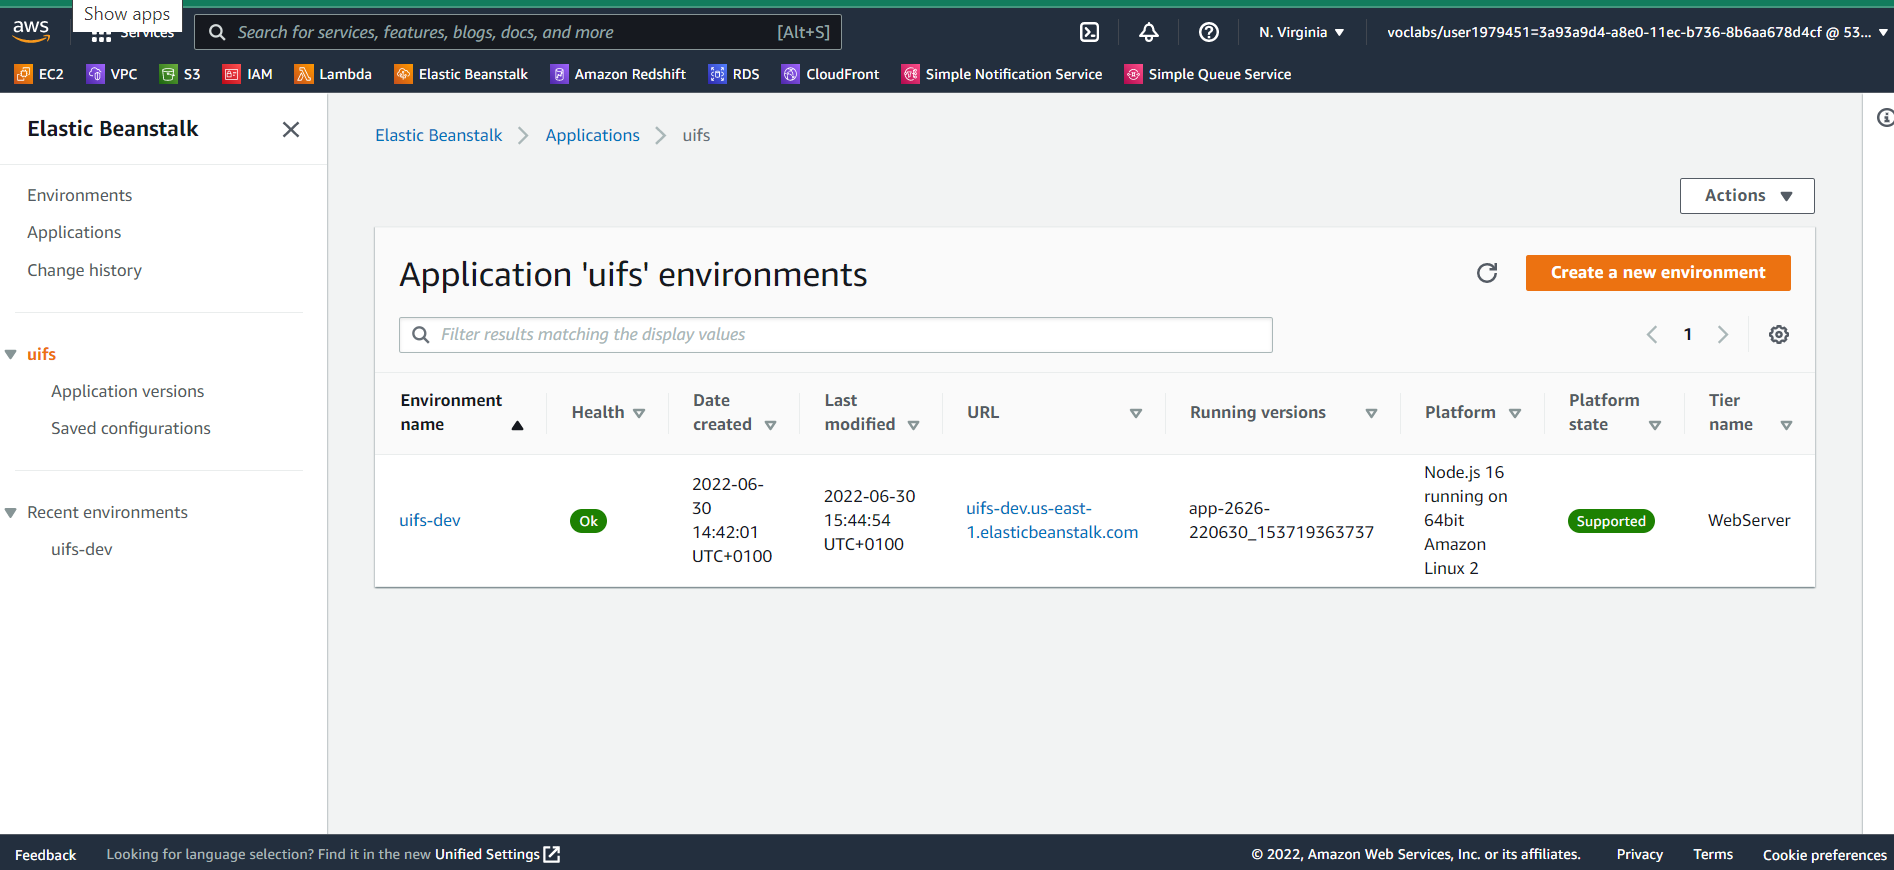 Show apps
aws
Services
Search for services, features, blogs, docs, and more
[Alt+S]
N. Virginia
voclabs/user1979451=3a93a9d4-a8e0-11ec-b736-8b6aa678d4cf @ 53...
EC2
VPC
S3
IAM
Lambda
Elastic Beanstalk
Amazon Redshift
RDS
CloudFront
Simple Notification Service
Simple Queue Service
Elastic Beanstalk
Environments
Applications
Change history
uifs
Application versions
Saved configurations
Recent environments
uifs-dev
Elastic Beanstalk
Applications
uifs
Actions
Application 'uifs' environments
Create a new environment
Filter results matching the display values
1
Environment
name
Health
Date
created
Last
modified
URL
Running versions
Platform
Platform
state
Tier
name
uifs-dev
Ok
2022-06-
30
14:42:01
UTC+0100
2022-06-30
15:44:54
UTC+0100
uifs-dev.us-east-
1.elasticbeanstalk.com
app-2626-
220630_153719363737
Node.js 16
running on
64bit
Amazon
Linux 2
Supported
WebServer
Feedback
Looking for language selection? Find it in the new Unified Settings
© 2022, Amazon Web Services, Inc. or its affiliates.
Privacy
Terms
Cookie preferences